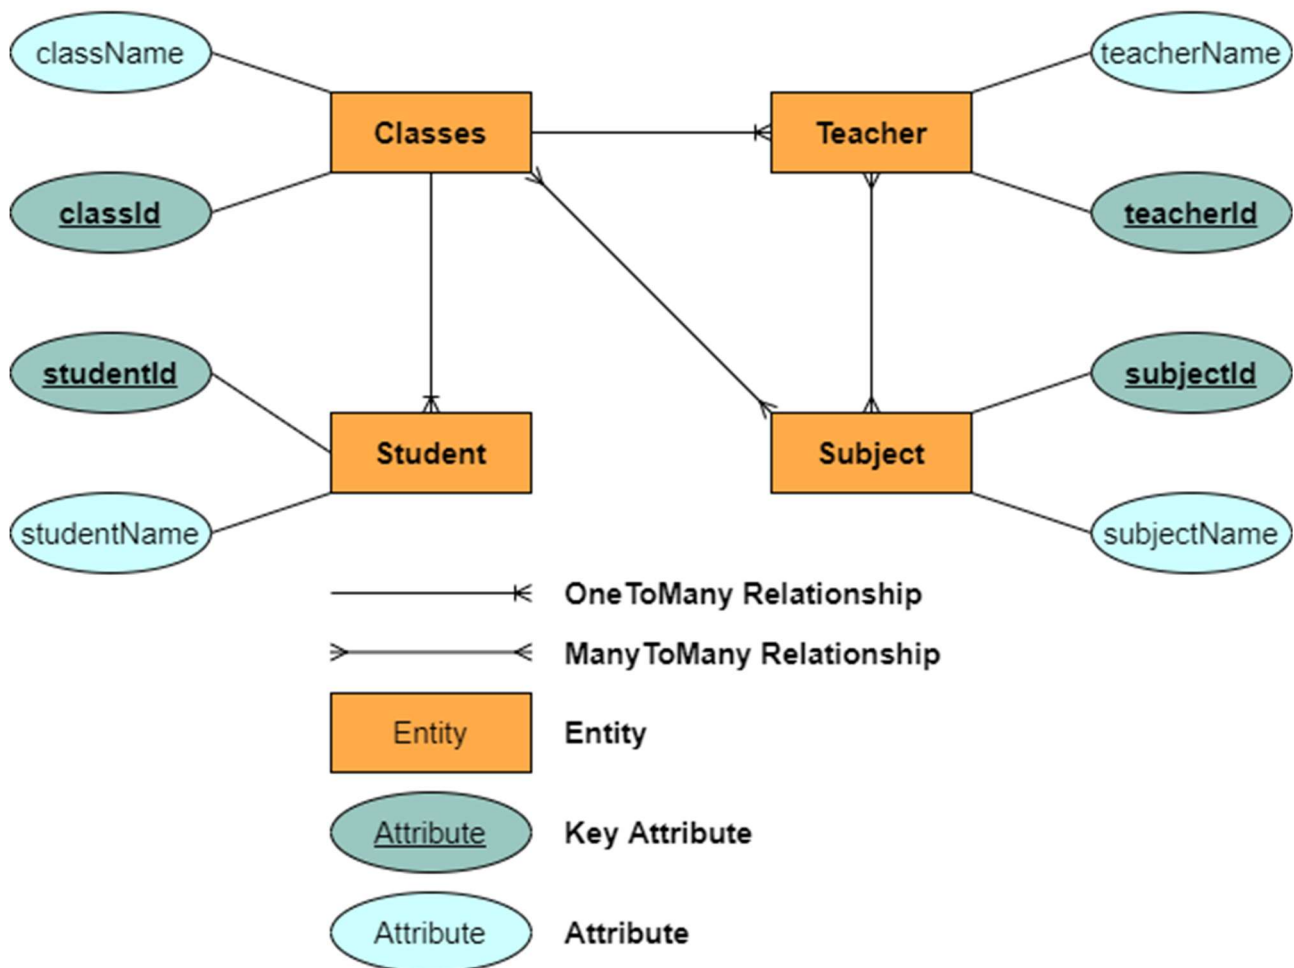 className
teacherName
Classes
Teacher
classId
teacherId
studentId
subjectId
Student
Subject
studentName
subjectName
OneToMany Relationship
ManyToMany Relationship
Entity
Entity
Attribute
Key Attribute
Attribute
Attribute